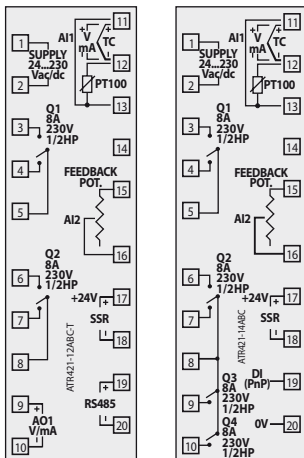 11
AI1
+
V
mA
TC
12
1
SUPPLY
24...230
Vac/dc
2
PT100
13
Q1
8A
230V
1/2HP
3
4
5
14
FEEDBACK
POT.
15
AI2
16
Q2
8A
230V
1/2HP
6
7
8
+24V
+
17
SSR
-
18
ATR421-12ABC-T
+
19
RS485
-
20
9
+
AO1
V/mA
-
10
11
AI1
+
V
mA
TC
12
1
SUPPLY
24...230
Vac/dc
2
PT100
13
Q1
8A
230V
1/2HP
3
4
5
14
FEEDBACK
POT.
15
AI2
16
Q2
8A
230V
1/2HP
6
7
8
+24V
+
17
SSR
-
18
ATR421-14ABC
Q3
8A
230V
1/2HP
9
DI
(PnP)
19
Q4
8A
230V
1/2HP
10
0V
-
20